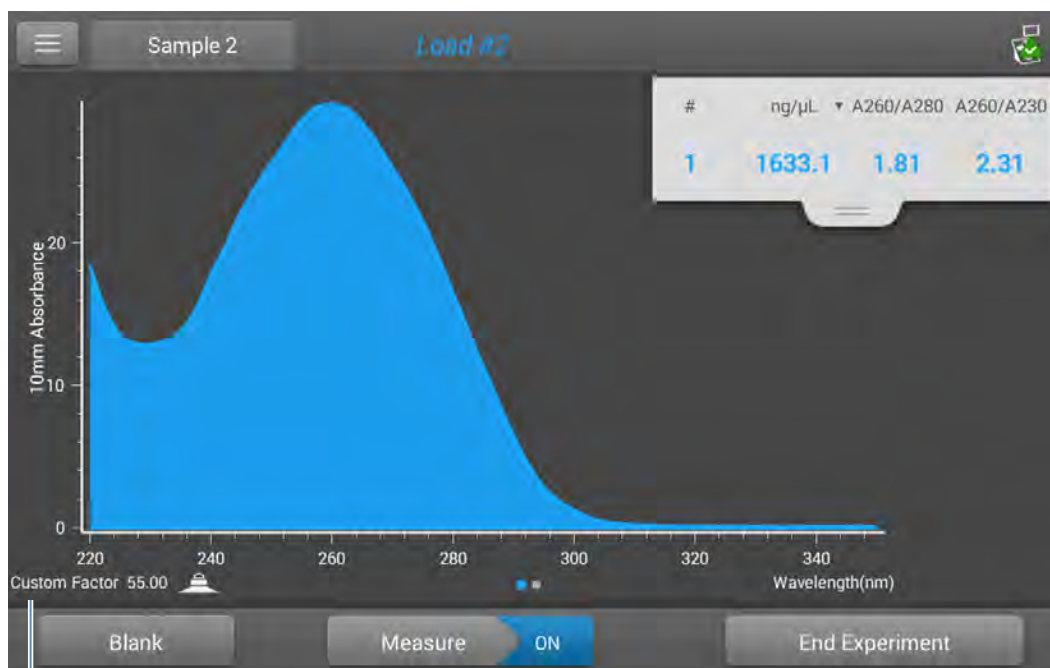 Sample 2
Load #2
# ng/µL ▾ A260/A280 A260/A230
1 1633.1 1.81 2.31
10mm Absorbance
20
10
0
220 240 260 280 300 320 340
Custom Factor 55.00
Wavelength(nm)
Blank
Measure ON
End Experiment